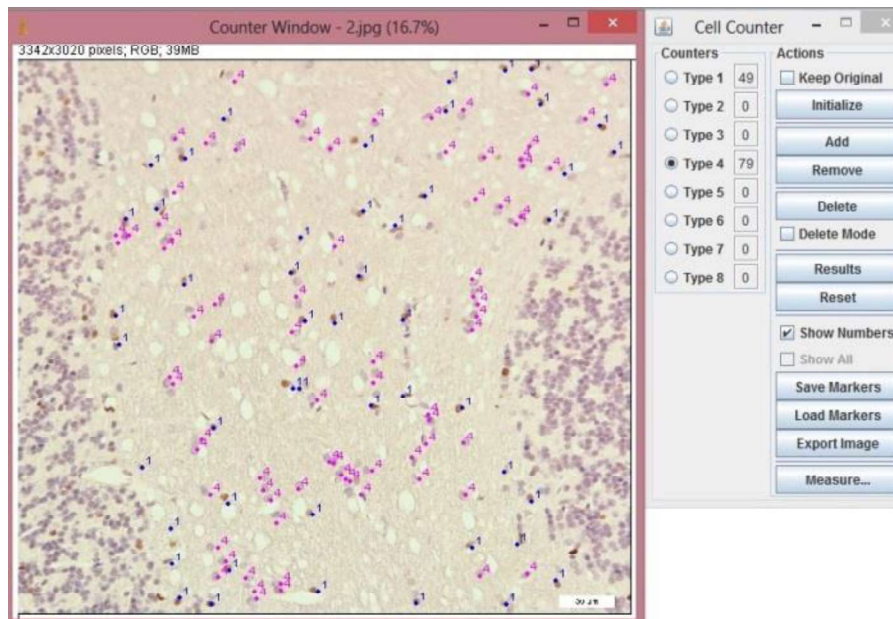 Counter Window - 2.jpg (16.7%)
3342x3020 pixels; RGB; 39MB
Cell Counter
Counters
Type 1 49
Type 2 0
Type 3 0
Type 4 79
Type 5 0
Type 6 0
Type 7 0
Type 8 0
Actions
Keep Original
Initialize
Add
Remove
Delete
Delete Mode
Results
Reset
Show Numbers
Show All
Save Markers
Load Markers
Export Image
Measure...